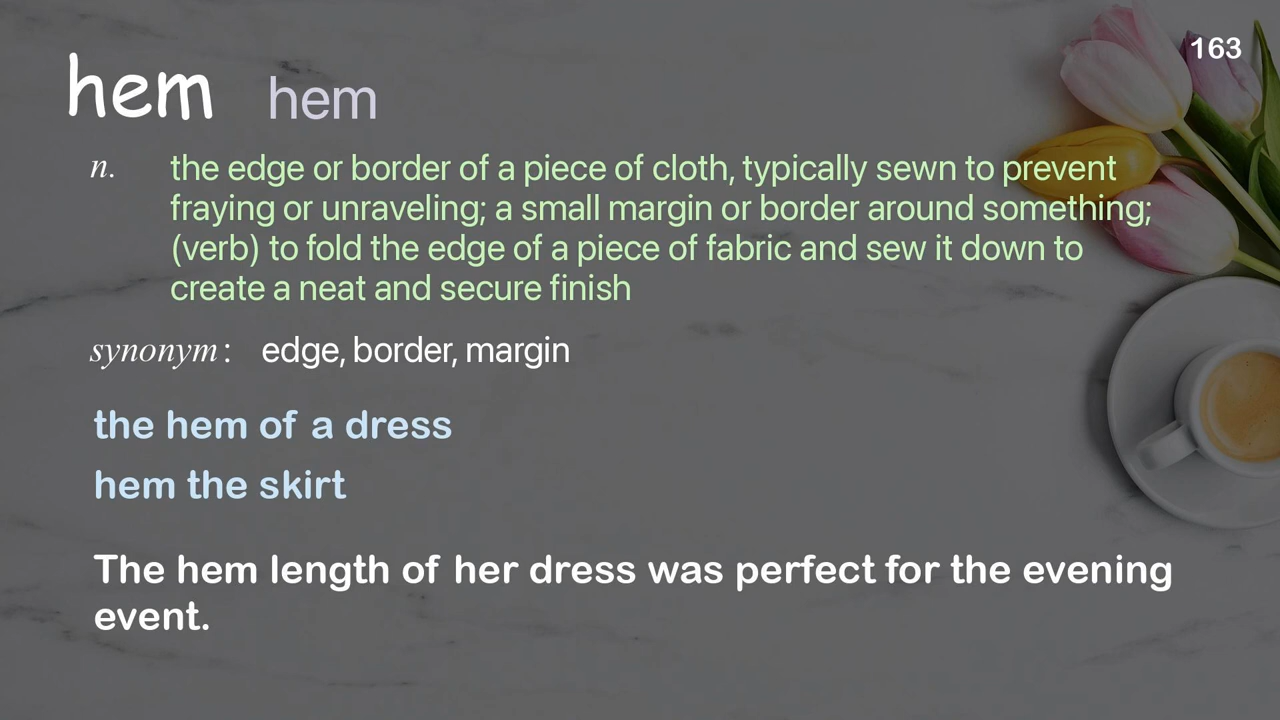 163
hem hem
n. the edge or border of a piece of cloth, typically sewn to prevent
fraying or unraveling; a small margin or border around something;
(verb) to fold the edge of a piece of fabric and sew it down to
create a neat and secure finish
synonym: edge, border, margin
the hem of a dress
hem the skirt
The hem length of her dress was perfect for the evening
event.